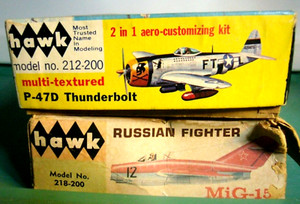 hawk
Most
Trusted
Name
in
Modeling
2 in 1 aero-customizing kit
model no. 212-200
multi-textured
P-47D Thunderbolt
FT L
hawk
RUSSIAN FIGHTER
Model No.
218-200
12
MiG-15